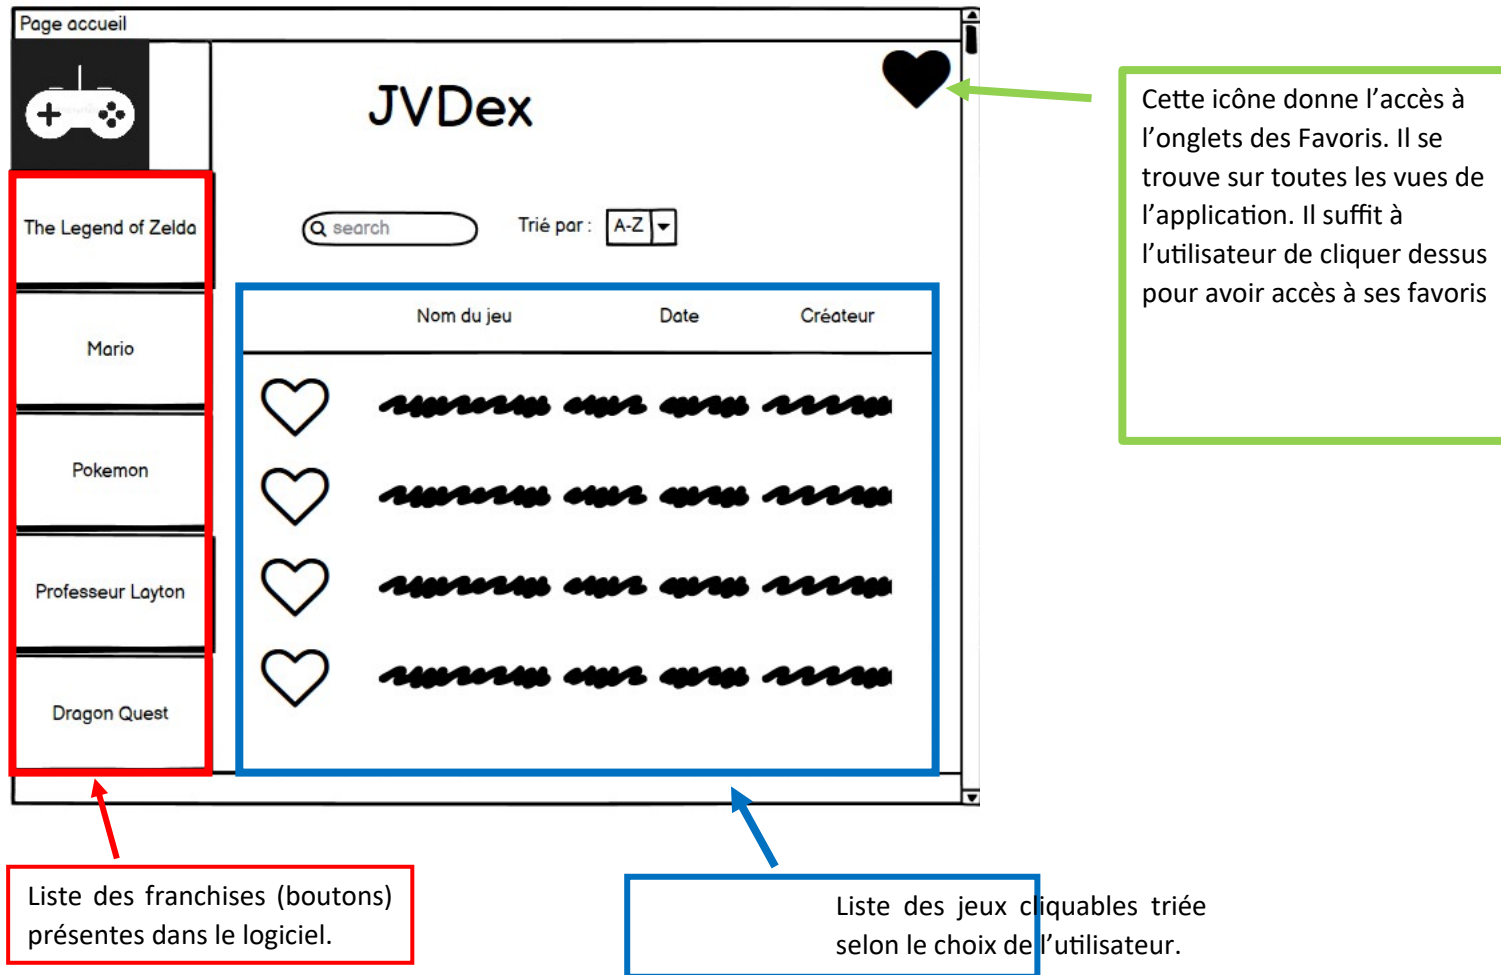 Page accueil
JVDex
Cette icône donne l’accès à
l’onglets des Favoris. Il se
trouve sur toutes les vues de
l’application. Il suffit à
l’utilisateur de cliquer dessus
pour avoir accès à ses favoris
The Legend of Zelda
search
Trié par :
A-Z
Nom du jeu
Date
Créateur
Mario
Pokemon
Professeur Layton
Dragon Quest
Liste des franchises (boutons)
présentes dans le logiciel.
Liste des jeux cliquables triée
selon le choix de l’utilisateur.